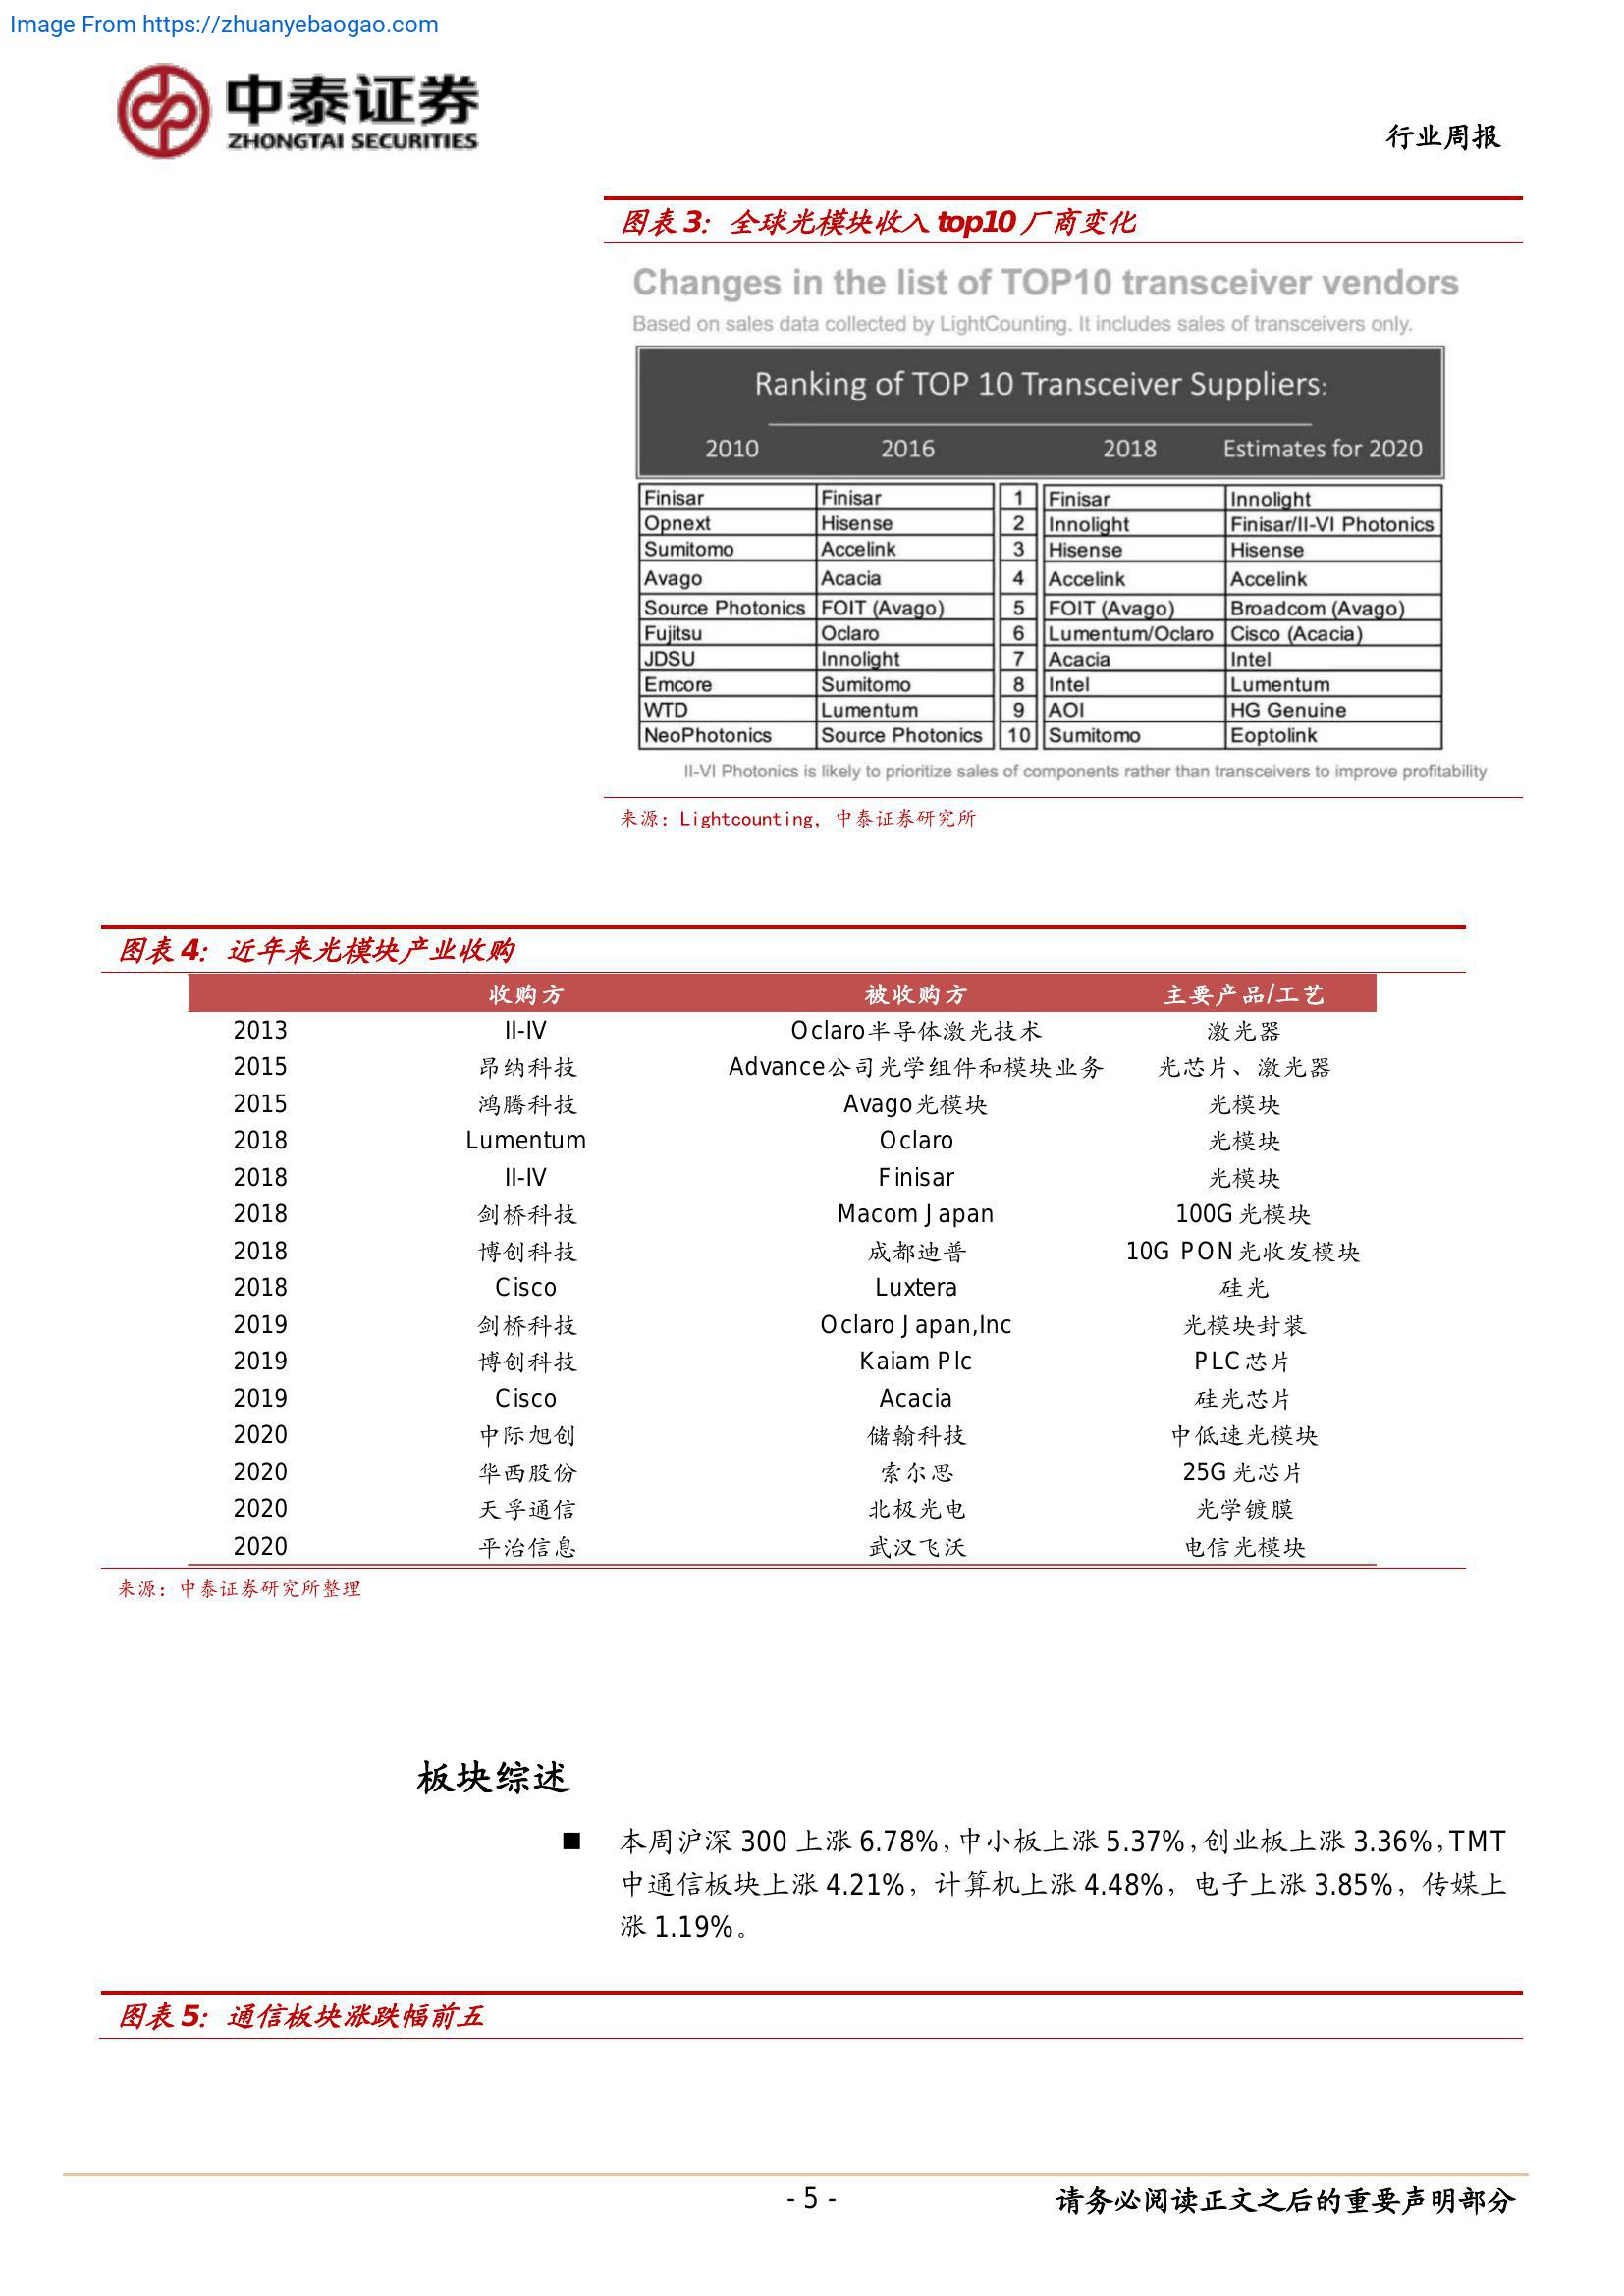 Image From https://zhuanyebaogao.com
中泰证券
ZHONGTAI SECURITIES
行业周报
图表 3：全球光模块收入 top10 厂商变化
Changes in the list of TOP10 transceiver vendors
Based on sales data collected by LightCounting. It includes sales of transceivers only.
Ranking of TOP 10 Transceiver Suppliers:
2010 2016 2018 Estimates for 2020
Finisar Finisar 1 Finisar Innolight
Opnext Hisense 2 Innolight Finisar/II-VI Photonics
Sumitomo Accelink 3 Hisense Hisense
Avago Acacia 4 Accelink Accelink
Source Photonics FOIT (Avago) 5 FOIT (Avago) Broadcom (Avago)
Fujitsu Oclaro 6 Lumentum/Oclaro Cisco (Acacia)
JDSU Innolight 7 Acacia Intel
Emcore Sumitomo 8 Intel Lumentum
WTD Lumentum 9 AOI HG Genuine
NeoPhotonics Source Photonics 10 Sumitomo Eoptolink
II-VI Photonics is likely to prioritize sales of components rather than transceivers to improve profitability
来源：Lightcounting，中泰证券研究所
图表 4：近年来光模块产业收购
收购方 被收购方 主要产品/工艺
2013 II-IV Oclaro半导体激光技术 激光器
2015 昂纳科技 Advance公司光学组件和模块业务 光芯片、激光器
2015 鸿腾科技 Avago光模块 光模块
2018 Lumentum Oclaro 光模块
2018 II-IV Finisar 光模块
2018 剑桥科技 Macom Japan 100G光模块
2018 博创科技 成都迪普 10G PON光收发模块
2018 Cisco Luxtera 硅光
2019 剑桥科技 Oclaro Japan,Inc 光模块封装
2019 博创科技 Kaiam Plc PLC芯片
2019 Cisco Acacia 硅光芯片
2020 中际旭创 储翰科技 中低速光模块
2020 华西股份 索尔思 25G光芯片
2020 天孚通信 北极光电 光学镀膜
2020 平治信息 武汉飞沃 电信光模块
来源：中泰证券研究所整理
板块综述
■ 本周沪深 300 上涨 6.78%，中小板上涨 5.37%，创业板上涨 3.36%，TMT
中通信板块上涨 4.21%，计算机上涨 4.48%，电子上涨 3.85%，传媒上
涨 1.19%。
图表 5：通信板块涨跌幅前五
- 5 -
请务必阅读正文之后的重要声明部分